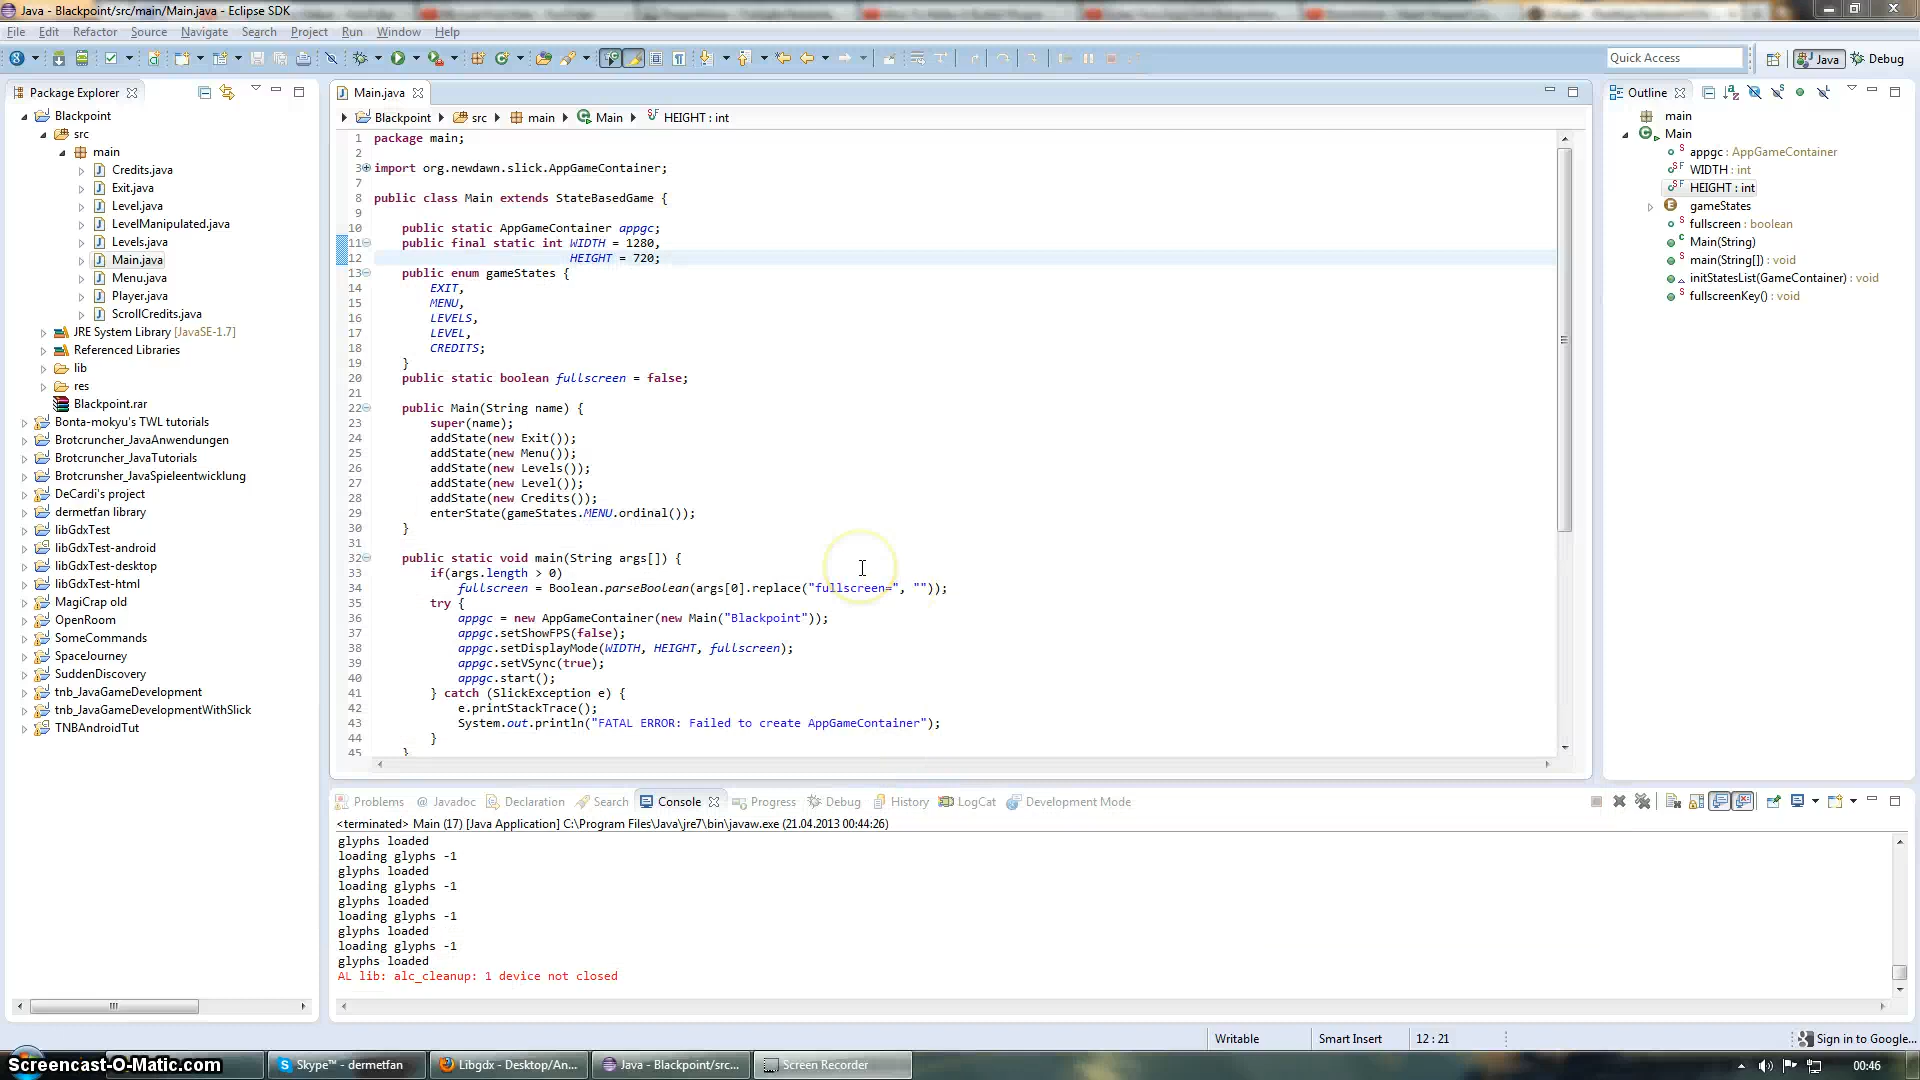 Java - Blackpoint/src/main/Main.java - Eclipse SDK
File Edit Refactor Source Navigate Search Project Run Window Help
Quick Access
Java
Debug
Package Explorer
Blackpoint
src
main
Credits.java
Exit.java
Level.java
LevelManipulated.java
Levels.java
Main.java
Menu.java
Player.java
ScrollCredits.java
JRE System Library [JavaSE-1.7]
Referenced Libraries
lib
res
Blackpoint.rar
Bonta-mokyu's TWL tutorials
Brotcruncher_JavaAnwendungen
Brotcruncher_JavaTutorials
Brotcrunsher_JavaSpieleentwicklung
DeCardi's project
dermetfan library
libGdxTest
libGdxTest-android
libGdxTest-desktop
libGdxTest-html
MagiCrap old
OpenRoom
SomeCommands
SpaceJourney
SuddenDiscovery
tnb_JavaGameDevelopment
tnb_JavaGameDevelopmentWithSlick
TNBAndroidTut
Main.java
Blackpoint src main Main HEIGHT : int
1 package main;
2
3 import org.newdawn.slick.AppGameContainer;
7
8 public class Main extends StateBasedGame {
9
10 public static AppGameContainer appgc;
11 public final static int WIDTH = 1280,
12 HEIGHT = 720;
13 public enum gameStates {
14 EXIT,
15 MENU,
16 LEVELS,
17 LEVEL,
18 CREDITS;
19 }
20 public static boolean fullscreen = false;
21
22 public Main(String name) {
23 super(name);
24 addState(new Exit());
25 addState(new Menu());
26 addState(new Levels());
27 addState(new Level());
28 addState(new Credits());
29 enterState(gameStates.MENU.ordinal());
30 }
31
32 public static void main(String args[]) {
33 if(args.length > 0)
34 fullscreen = Boolean.parseBoolean(args[0].replace("fullscreen=", ""));
35 try {
36 appgc = new AppGameContainer(new Main("Blackpoint"));
37 appgc.setShowFPS(false);
38 appgc.setDisplayMode(WIDTH, HEIGHT, fullscreen);
39 appgc.setVSync(true);
40 appgc.start();
41 } catch (SlickException e) {
42 e.printStackTrace();
43 System.out.println("FATAL ERROR: Failed to create AppGameContainer");
44 }
45 }
Outline
main
Main
appgc : AppGameContainer
WIDTH : int
HEIGHT : int
gameStates
fullscreen : boolean
Main(String)
main(String[]) : void
initStatesList(GameContainer) : void
fullscreenKey() : void
Problems Javadoc Declaration Search Console Progress Debug History LogCat Development Mode
<terminated> Main (17) [Java Application] C:\Program Files\Java\jre7\bin\javaw.exe (21.04.2013 00:44:26)
glyphs loaded
loading glyphs -1
glyphs loaded
loading glyphs -1
glyphs loaded
loading glyphs -1
glyphs loaded
loading glyphs -1
glyphs loaded
AL lib: alc_cleanup: 1 device not closed
Writable
Smart Insert
12 : 21
Sign in to Google...
Screencast-O-Matic.com
Skype™ - dermetfan
Libgdx - Desktop/An...
Java - Blackpoint/src...
Screen Recorder
00:46